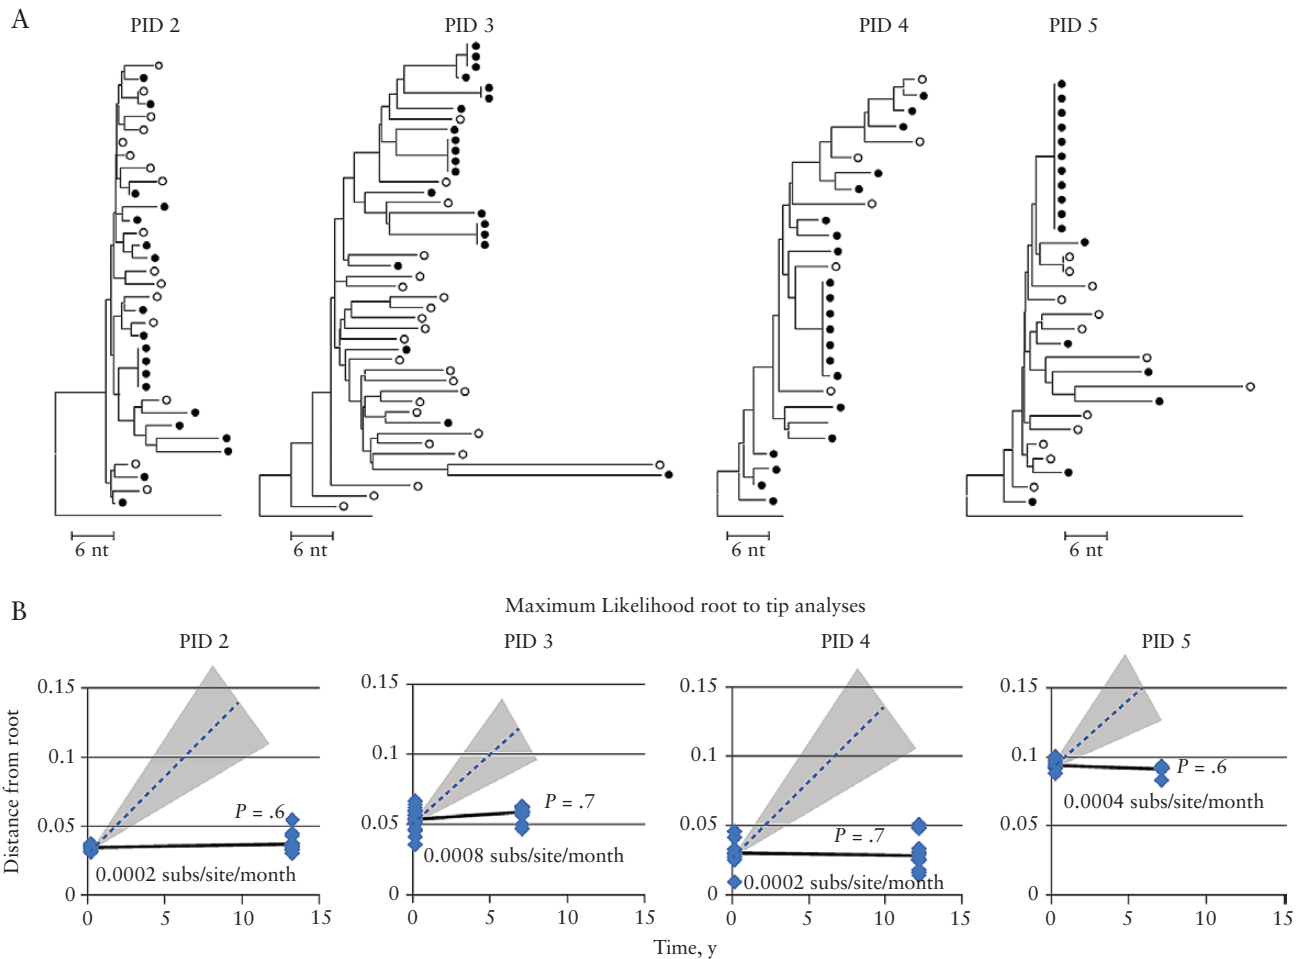 A
PID 2 PID 3 PID 4 PID 5
6 nt 6 nt 6 nt 6 nt
B
Maximum Likelihood root to tip analyses
PID 2 PID 3 PID 4 PID 5
Distance from root
0.15 0.15 0.15 0.15
0.1 0.1 0.1 0.1
0.05 0.05 0.05 0.05
0 0 0 0
P = .6 P = .7 P = .7 P = .6
0.0002 subs/site/month 0.0008 subs/site/month 0.0002 subs/site/month 0.0004 subs/site/month
0 5 10 15 0 5 10 15 0 5 10 15 0 5 10 15
Time, y